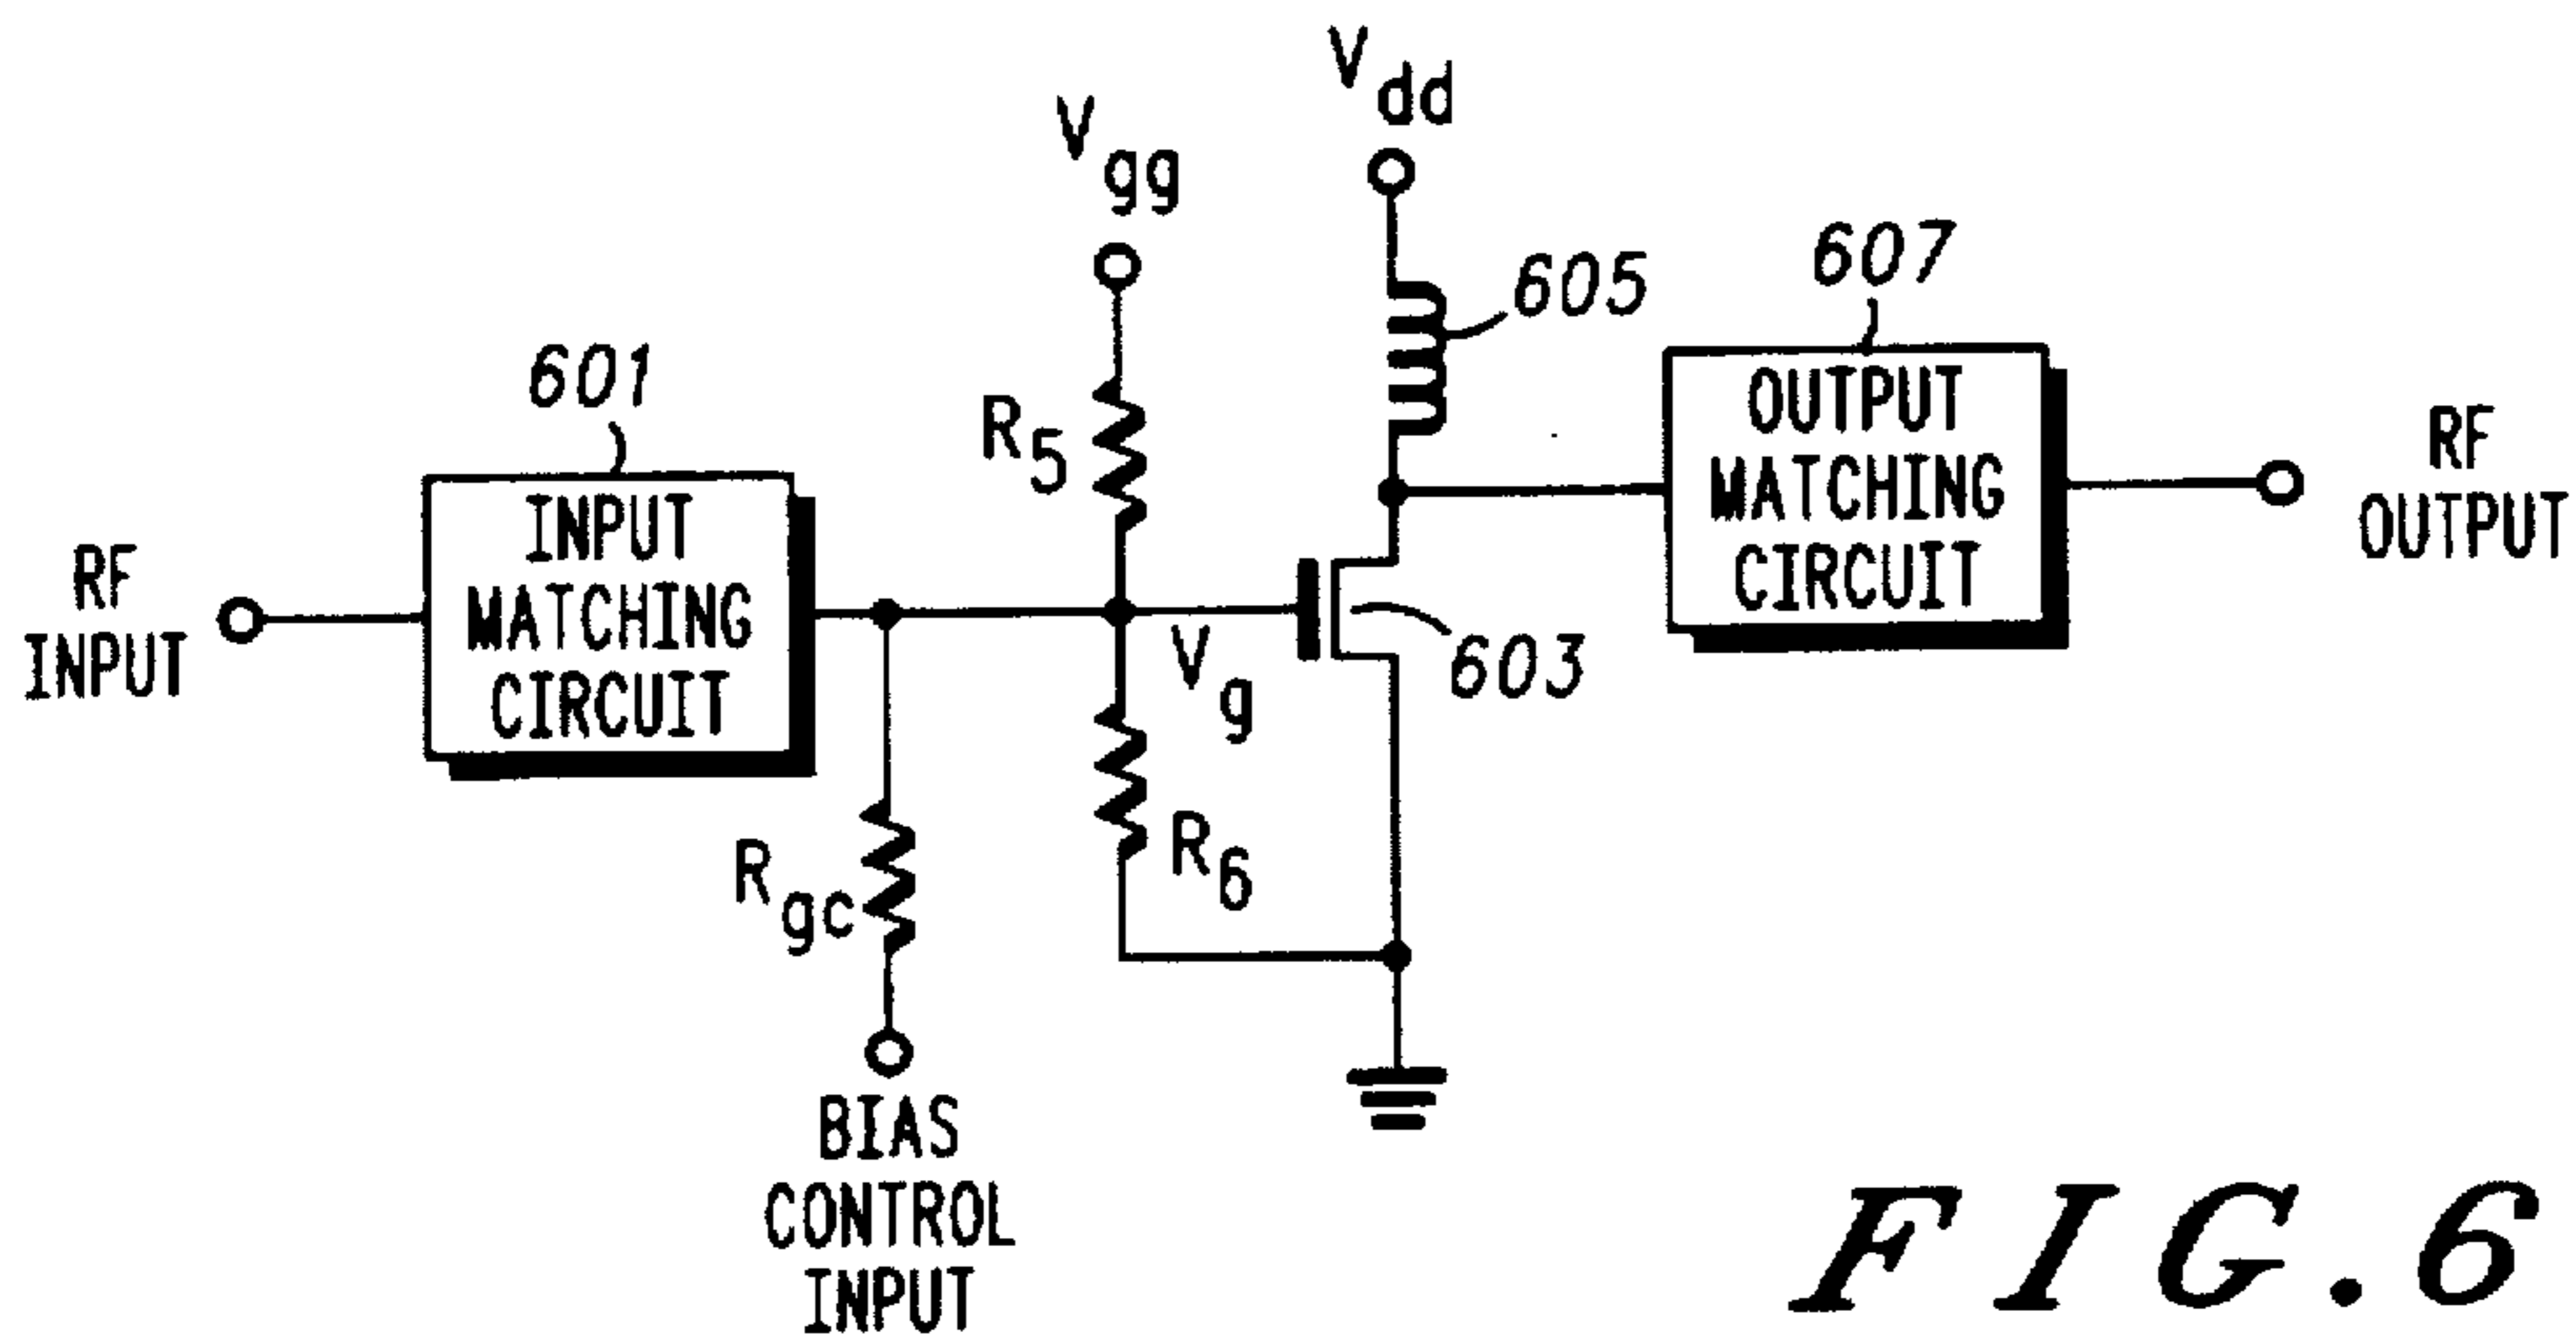 V dd
V gg
607
605
601
R 5
OUTPUT
MATCHING
CIRCUIT
RF
OUTPUT
INPUT
MATCHING
CIRCUIT
RF
INPUT
V g
603
R gc
R 6
BIAS
CONTROL
INPUT
FIG.6